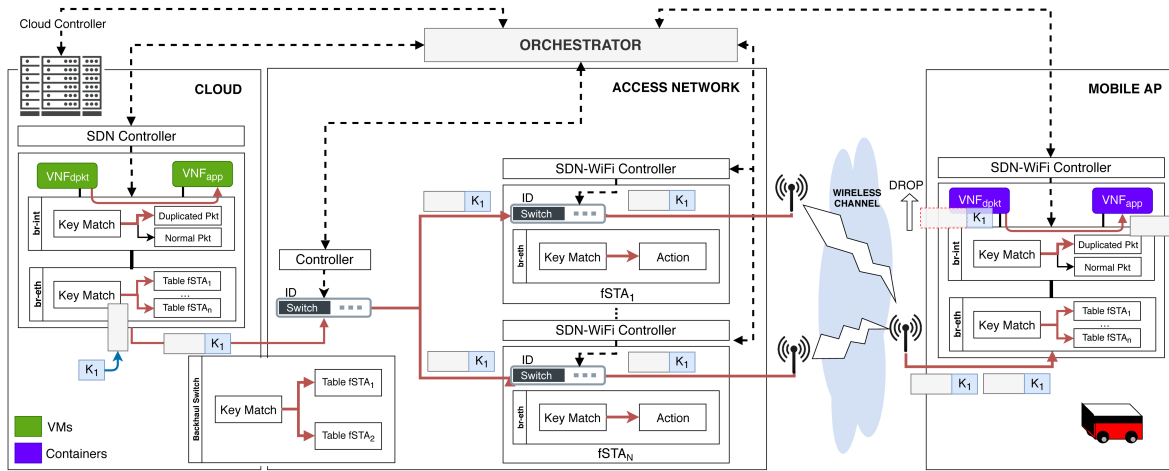 Cloud Controller
ORCHESTRATOR
CLOUD
ACCESS NETWORK
MOBILE AP
SDN Controller
VNFdpkt
VNFapp
br-int
Key Match
Duplicated Pkt
Normal Pkt
br-eth
Key Match
Table fSTA1
...
Table fSTAn
K1
K1
VMs
Containers
Controller
ID
Switch
Backhaul Switch
Key Match
Table fSTA1
Table fSTA2
SDN-WiFi Controller
K1
ID
Switch
K1
br-eth
Key Match
Action
fSTA1
SDN-WiFi Controller
K1
ID
Switch
K1
br-eth
Key Match
Action
fSTAN
WIRELESS
CHANNEL
DROP
SDN-WiFi Controller
VNFdpkt
VNFapp
K1
br-int
Key Match
Duplicated Pkt
Normal Pkt
br-eth
Key Match
Table fSTA1
...
Table fSTAn
K1
K1